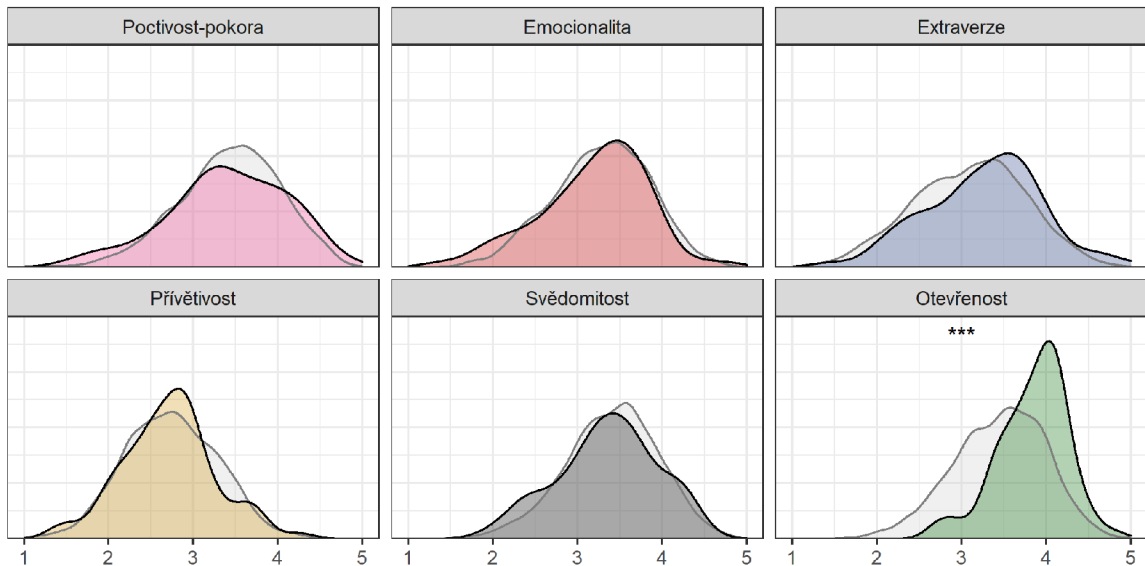 Poctivost-pokora
Emocionalita
Extraverze
Přívětivost
Svědomitost
Otevřenost
***
1 2 3 4 5
1 2 3 4 5
1 2 3 4 5